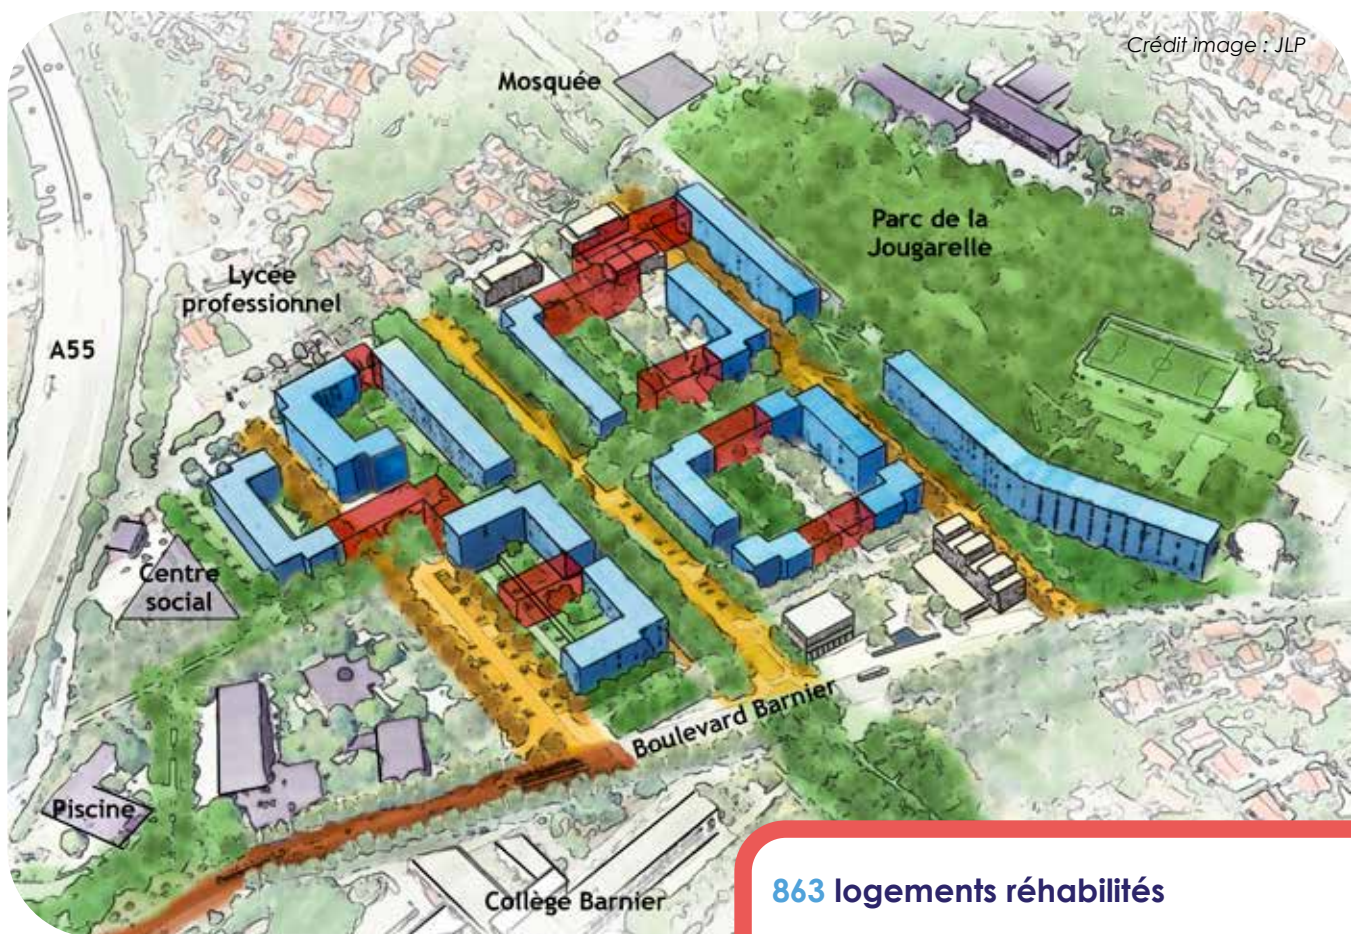 Crédit image : JLP
Mosquée
Parc de la
Jougarelle
Lycée
professionnel
A55
Centre
social
Boulevard Barnier
Piscine
Collège Barnier
863 logements réhabilités